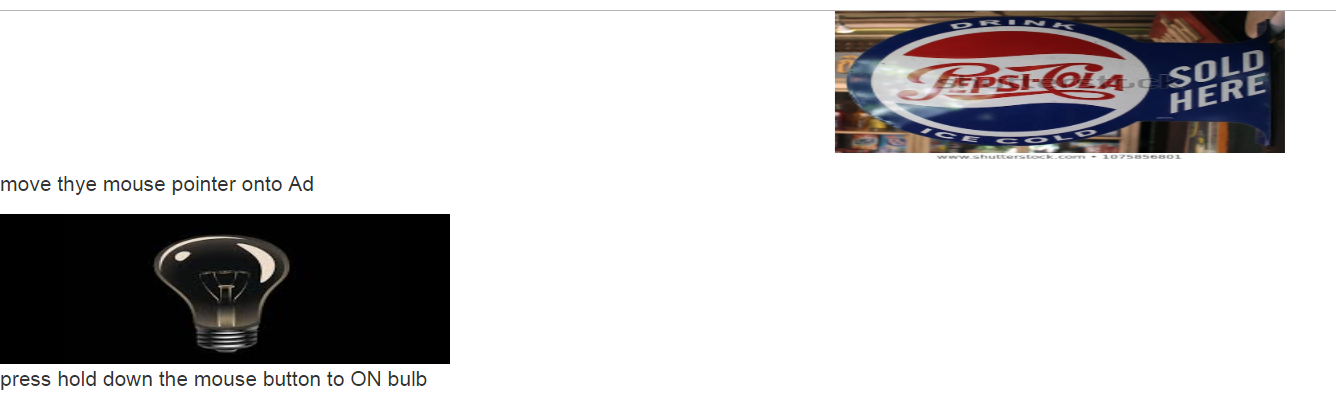 DRINK
PEPSI-COLA
ICE COLD
SOLD
HERE
shutterstock
www.shutterstock.com • 1075856801
move thye mouse pointer onto Ad
press hold down the mouse button to ON bulb